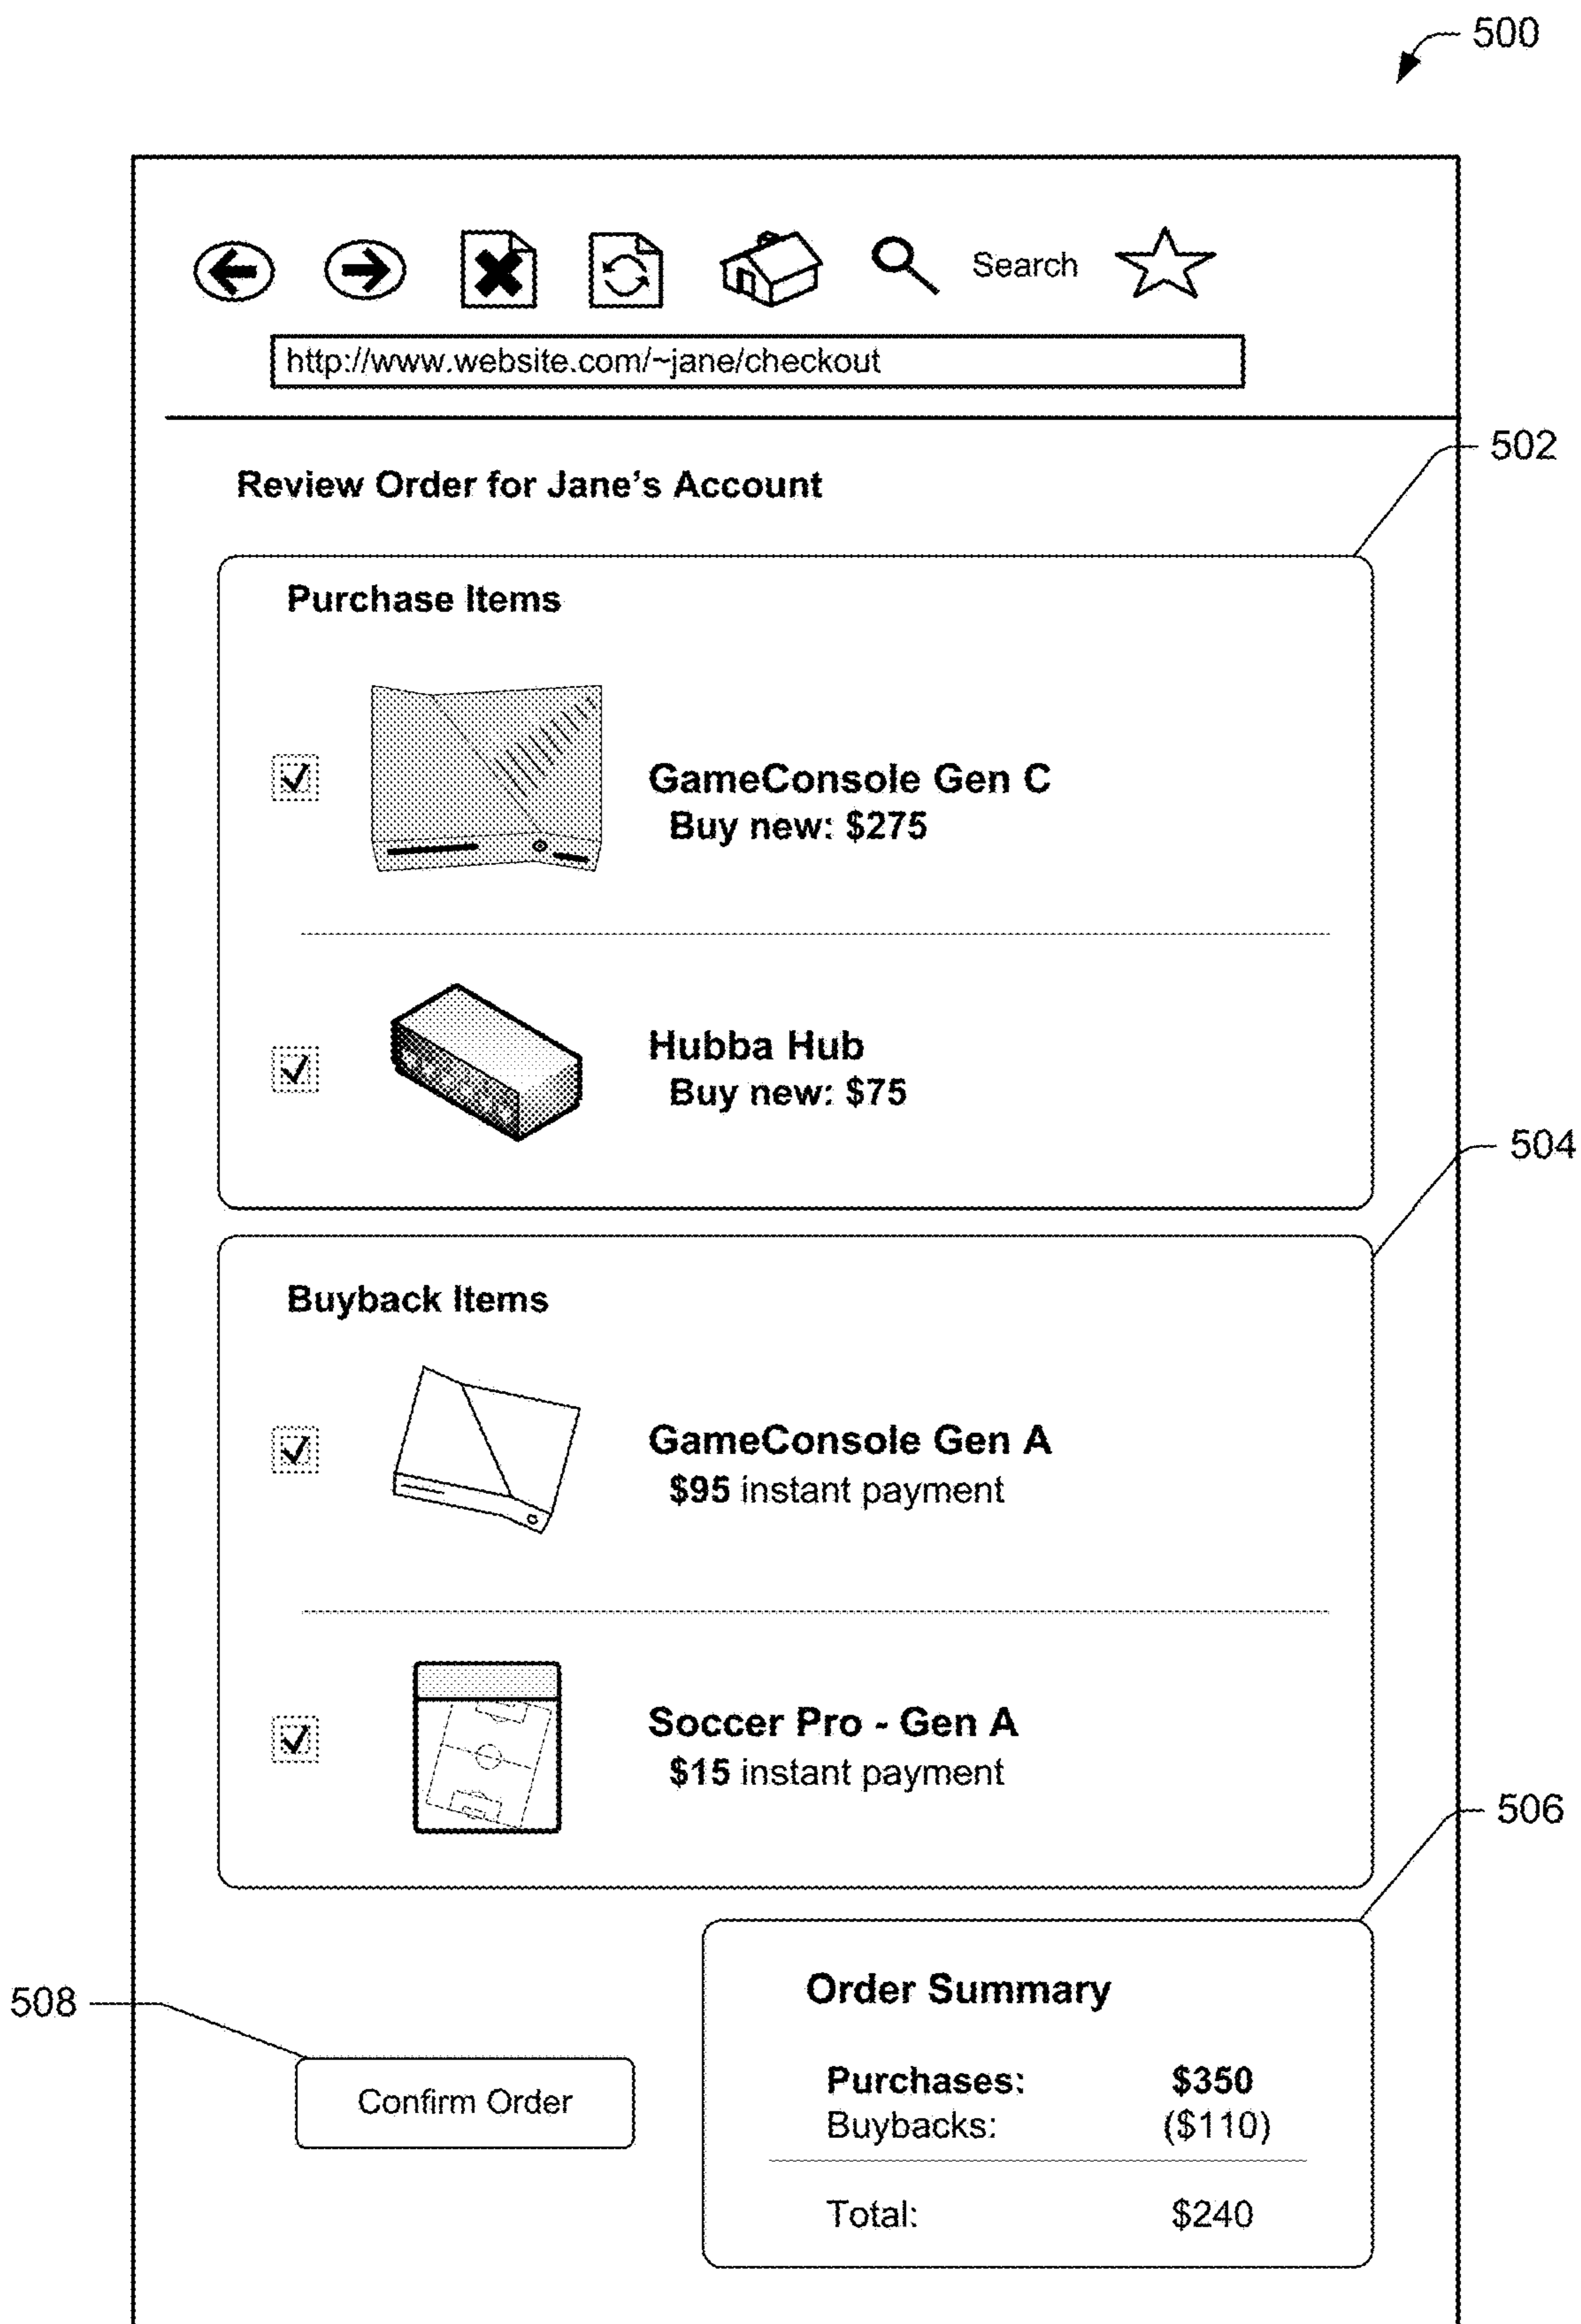 500
Search
http://www.website.com/~jane/checkout
502
Review Order for Jane's Account
Purchase Items
GameConsole Gen C
Buy new: $275
Hubba Hub
Buy new: $75
504
Buyback Items
GameConsole Gen A
$95 instant payment
Soccer Pro - Gen A
$15 instant payment
506
Order Summary
508
Confirm Order
Purchases: $350
Buybacks: ($110)
Total: $240